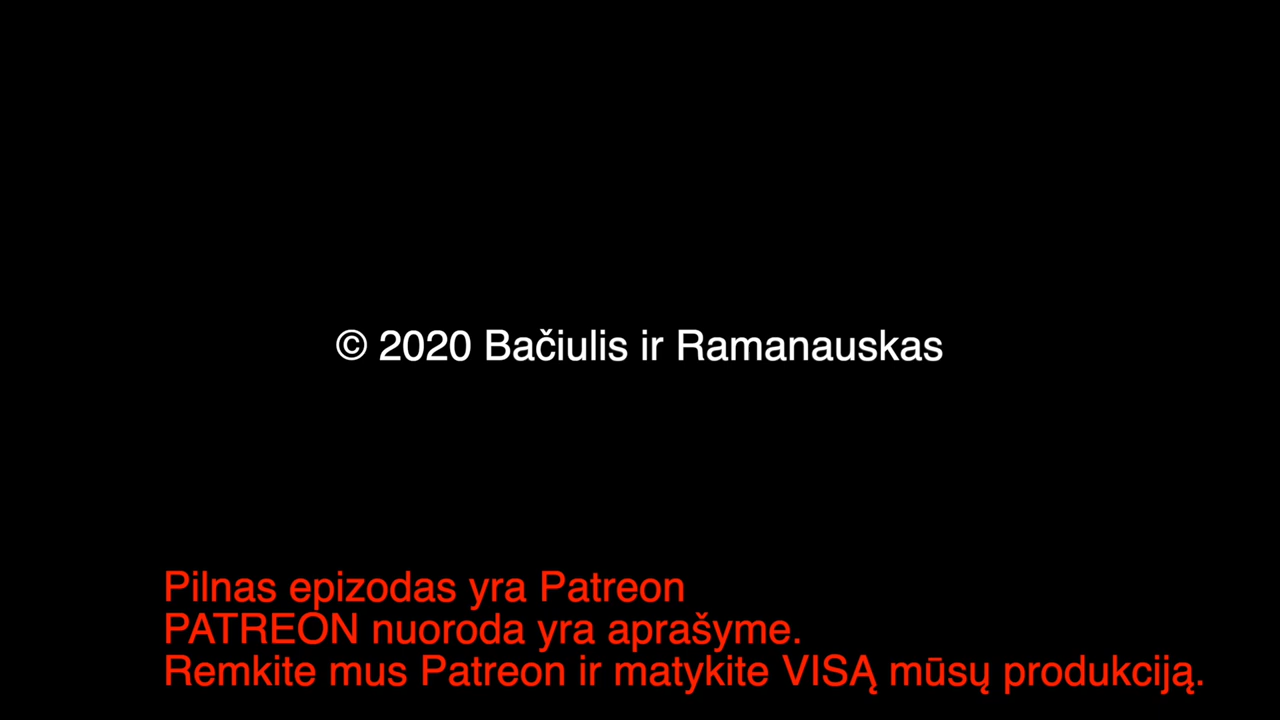 © 2020 Bačiulis ir Ramanauskas
Pilnas epizodas yra Patreon
PATREON nuoroda yra aprašyme.
Remkite mus Patreon ir matykite VISĄ mūsų produkciją.